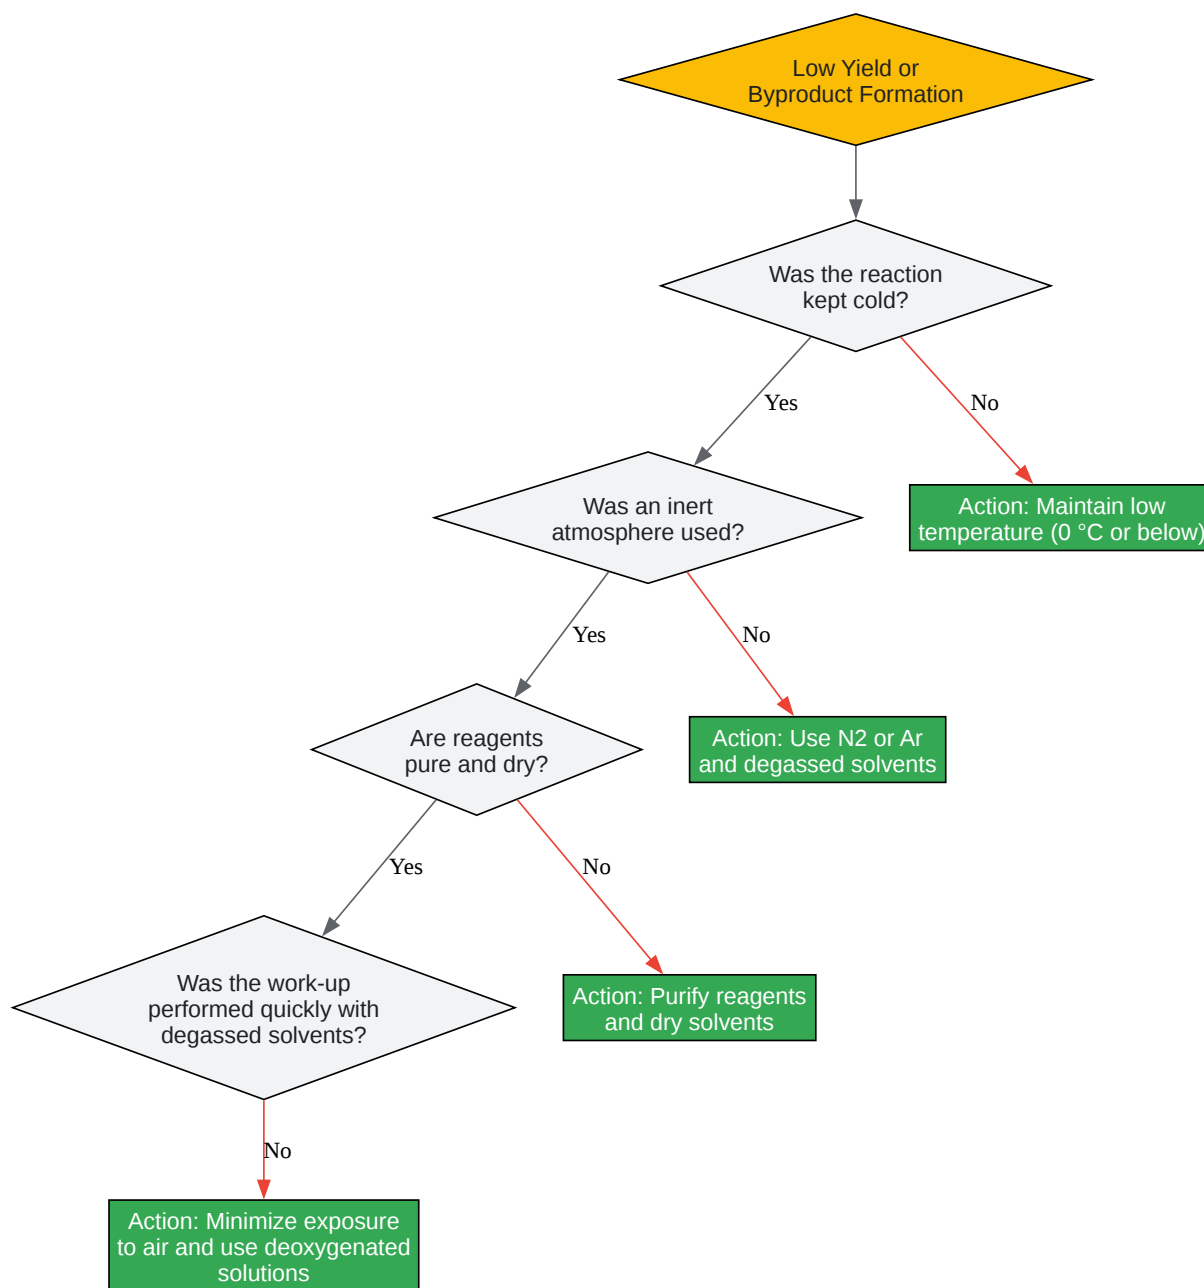 Low Yield or
Byproduct Formation
Was the reaction
kept cold?
Yes
No
Was an inert
atmosphere used?
Action: Maintain low
temperature (0 °C or below)
Yes
No
Are reagents
pure and dry?
Action: Use N2 or Ar
and degassed solvents
Yes
No
Was the work-up
performed quickly with
degassed solvents?
Action: Purify reagents
and dry solvents
No
Action: Minimize exposure
to air and use deoxygenated
solutions